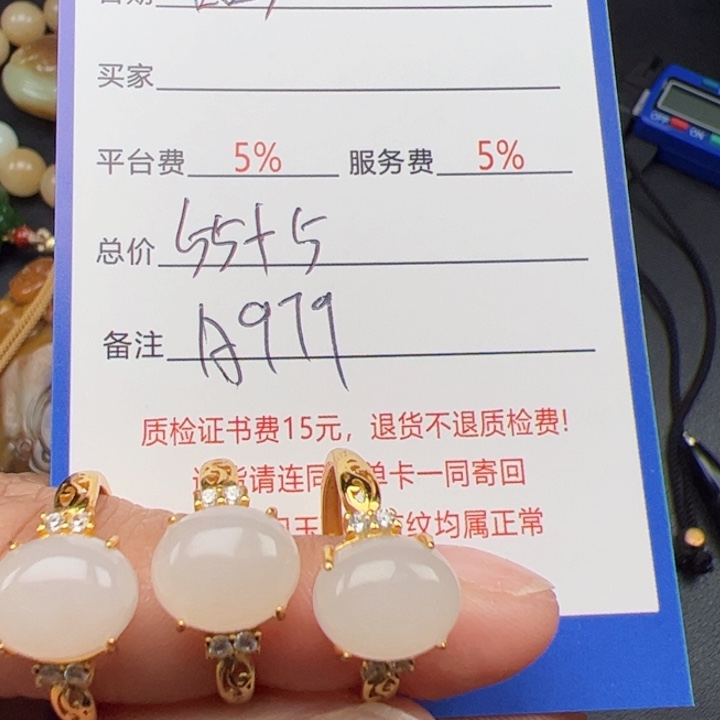 买家
平台费 5% 服务费 5%
总价 55+5
备注 A979
质检证书费15元，退货不退质检费!
请连同 单卡一同寄回
纹均属正常
OFF ON